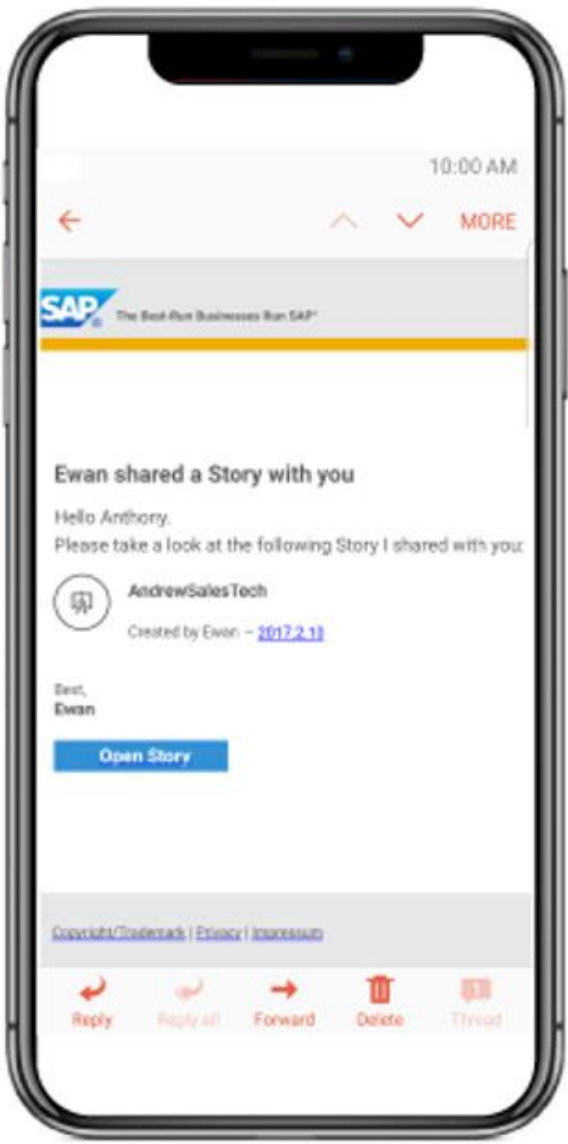 10:00 AM
MORE
SAP® The Best-Run Businesses Run SAP®
Ewan shared a Story with you
Hello Anthony,
Please take a look at the following Story I shared with you:
AndrewSalesTech
Created by Ewan – 2017.2.10
Best,
Ewan
Open Story
Copyright/Trademark | Privacy | Impressum
Reply Reply all Forward Delete Thread